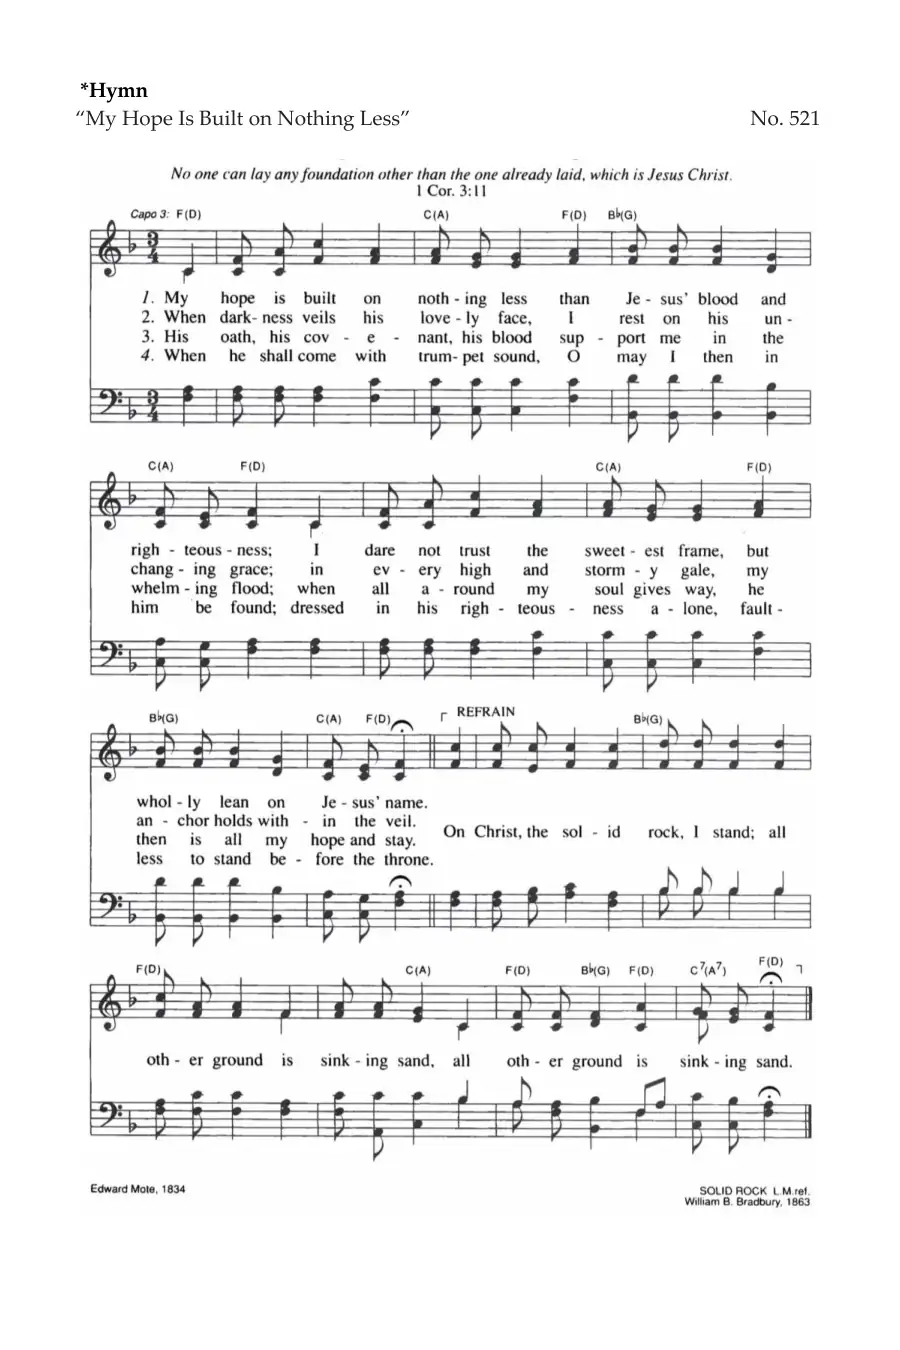 *Hymn
“My Hope Is Built on Nothing Less” No. 521
No one can lay any foundation other than the one already laid, which is Jesus Christ.
1 Cor. 3:11
Capo 3: F(D) C(A) F(D) B♭(G)
1. My hope is built on noth - ing less than Je - sus’ blood and
2. When dark- ness veils his love - ly face, I rest on his un -
3. His oath, his cov - e - nant, his blood sup - port me in the
4. When he shall come with trum- pet sound, O may I then in
C(A) F(D) C(A) F(D)
righ - teous - ness; I dare not trust the sweet - est frame, but
chang - ing grace; in ev - ery high and storm - y gale, my
whelm - ing flood; when all a - round my soul gives way, he
him be found; dressed in his righ - teous - ness a - lone, fault -
B♭(G) C(A) F(D) REFRAIN B♭(G)
whol - ly lean on Je - sus’ name.
an - chor holds with - in the veil.
then is all my hope and stay.
less to stand be - fore the throne.
On Christ, the sol - id rock, I stand; all
F(D) C(A) F(D) B♭(G) F(D) C7(A7) F(D)
oth - er ground is sink - ing sand, all oth - er ground is sink - ing sand.
Edward Mote, 1834 SOLID ROCK L.M.ref.
William B. Bradbury, 1863